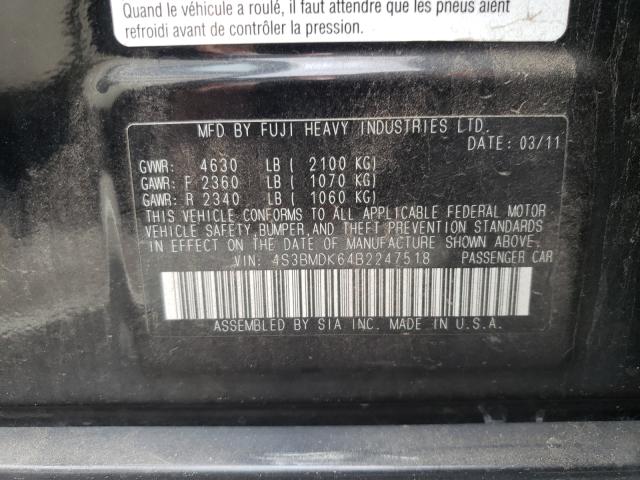 Quand le véhicule a roulé, il faut attendre que les pneus aient
refroidi avant de contrôler la pression.
MFD BY FUJI HEAVY INDUSTRIES LTD.
DATE: 03/11
GVWR: 4630 LB ( 2100 KG)
GAWR: F 2360 LB ( 1070 KG)
GAWR: R 2340 LB ( 1060 KG)
THIS VEHICLE CONFORMS TO ALL APPLICABLE FEDERAL MOTOR
VEHICLE SAFETY,BUMPER,AND THEFT PREVENTION STANDARDS
IN EFFECT ON THE DATE OF MANUFACTURE SHOWN ABOVE.
VIN: 4S3BMDK64B2247518 PASSENGER CAR
ASSEMBLED BY SIA INC. MADE IN U.S.A.